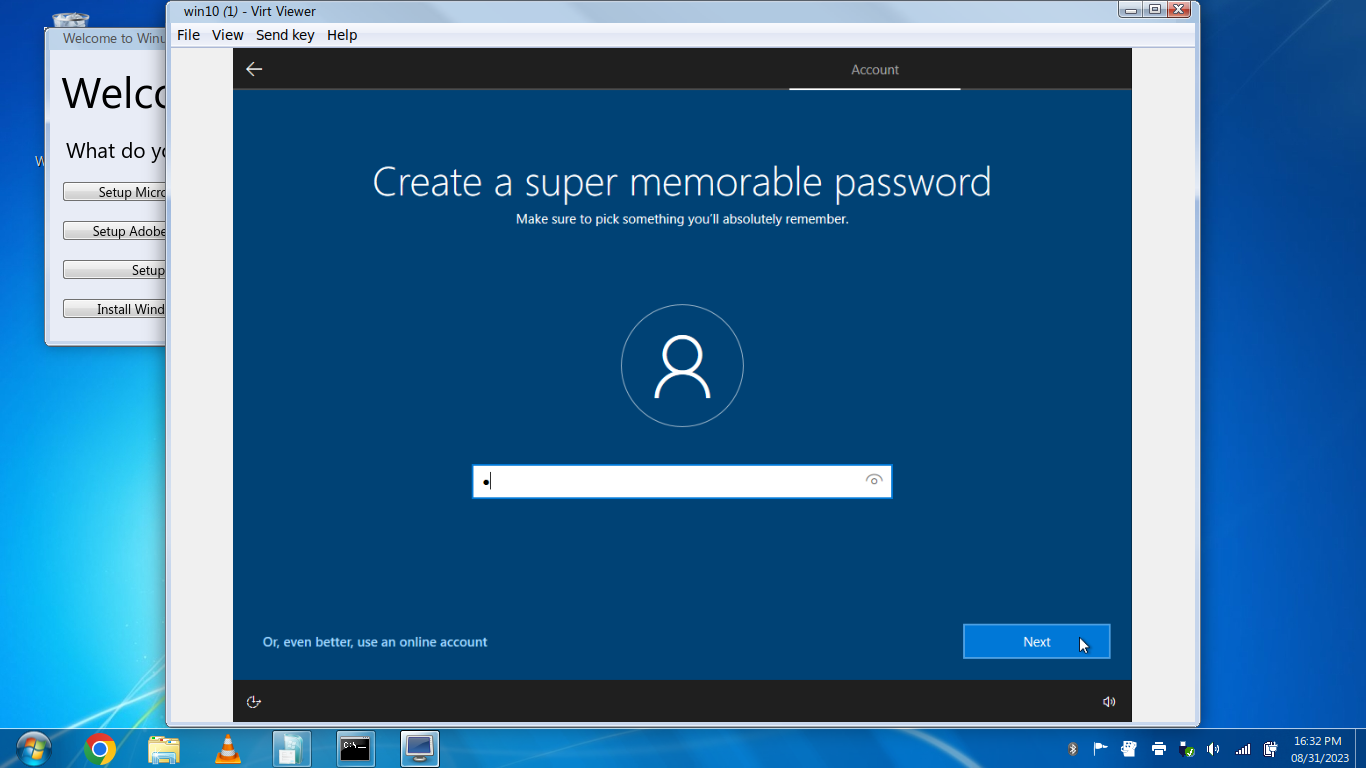 win10 (1) - Virt Viewer
Welcome to Winu
File View Send key Help
Account
Welco
What do yo
W
Setup Micro
Setup Adobe
Setup
Install Wind
Create a super memorable password
Make sure to pick something you'll absolutely remember.
Or, even better, use an online account
Next
C:\_
16:32 PM
08/31/2023